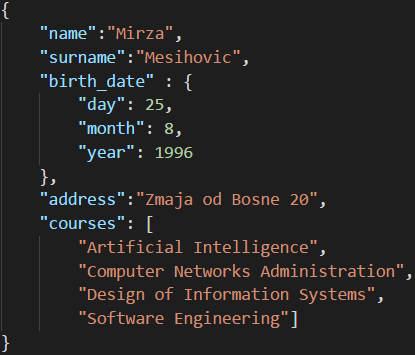 {
    "name":"Mirza",
    "surname":"Mesihovic",
    "birth_date" : {
        "day": 25,
        "month": 8,
        "year": 1996
    },
    "address":"Zmaja od Bosne 20",
    "courses": [
        "Artificial Intelligence",
        "Computer Networks Administration",
        "Design of Information Systems",
        "Software Engineering"]
}